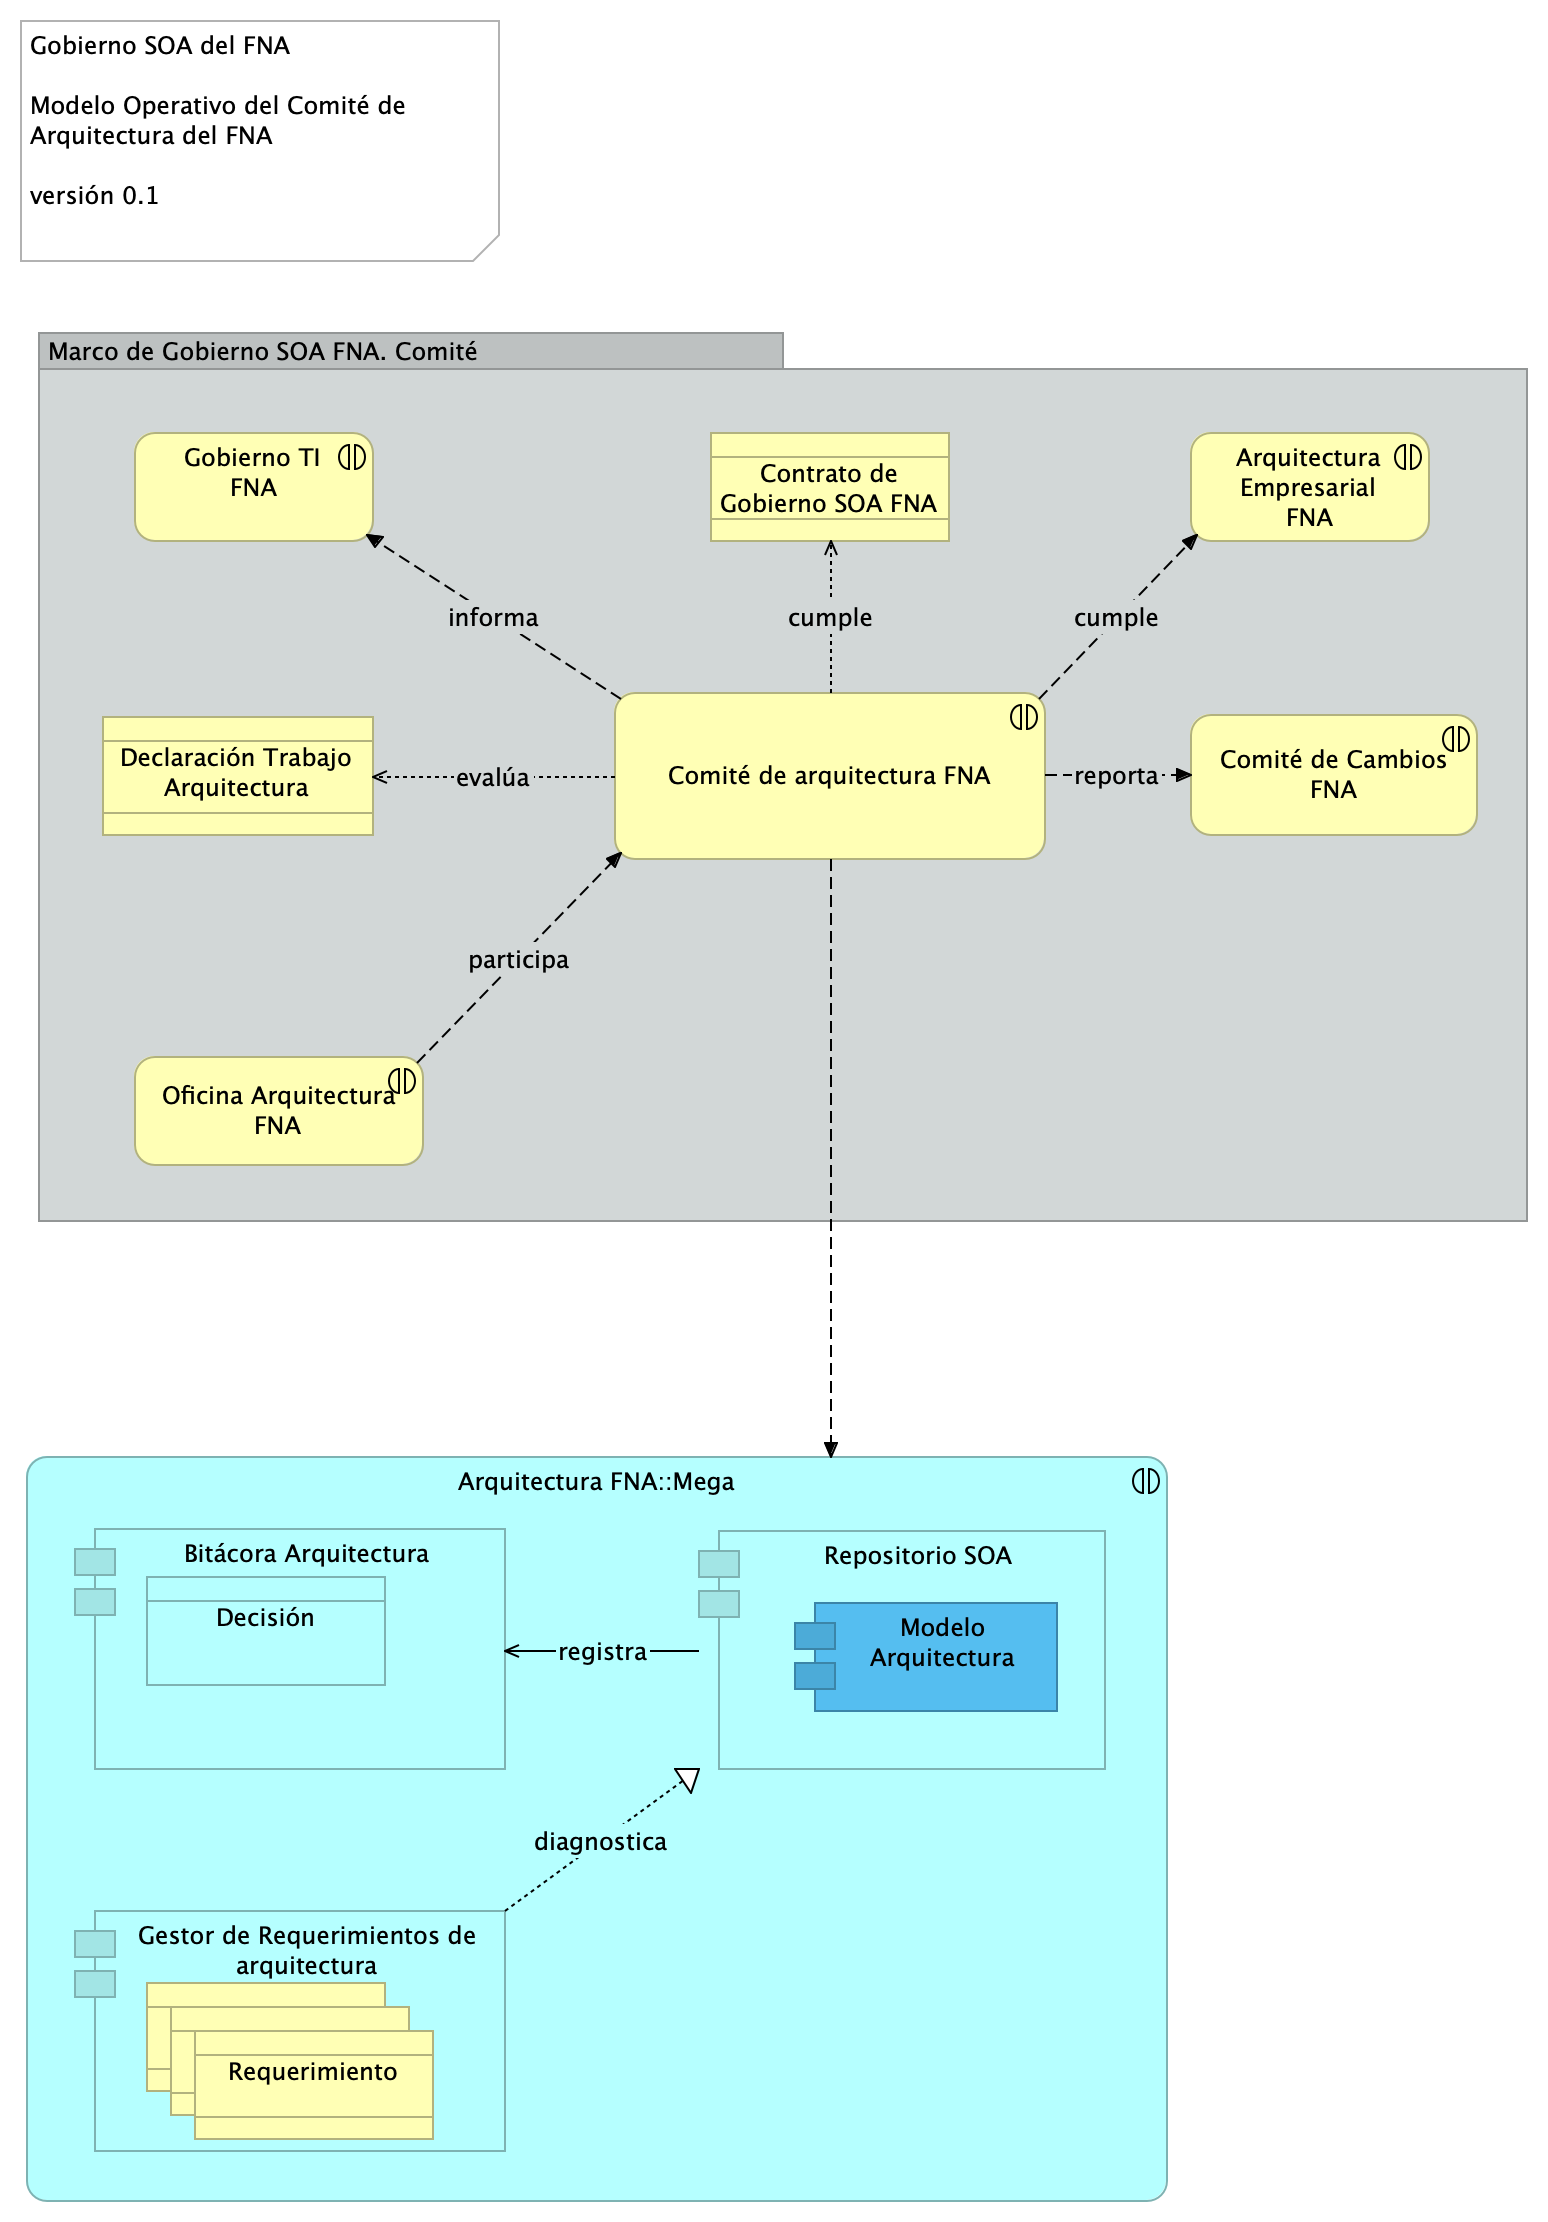 Gobierno SOA del FNA
Modelo Operativo del Comité de
Arquitectura del FNA
versión 0.1
Marco de Gobierno SOA FNA. Comité
Gobierno TI
FNA
Contrato de
Gobierno SOA FNA
Arquitectura
Empresarial
FNA
informa
cumple
cumple
Declaración Trabajo
Arquitectura
evalúa
Comité de arquitectura FNA
reporta
Comité de Cambios
FNA
participa
Oficina Arquitectura
FNA
Arquitectura FNA::Mega
Bitácora Arquitectura
Decisión
registra
Repositorio SOA
Modelo
Arquitectura
diagnostica
Gestor de Requerimientos de
arquitectura
Requerimiento